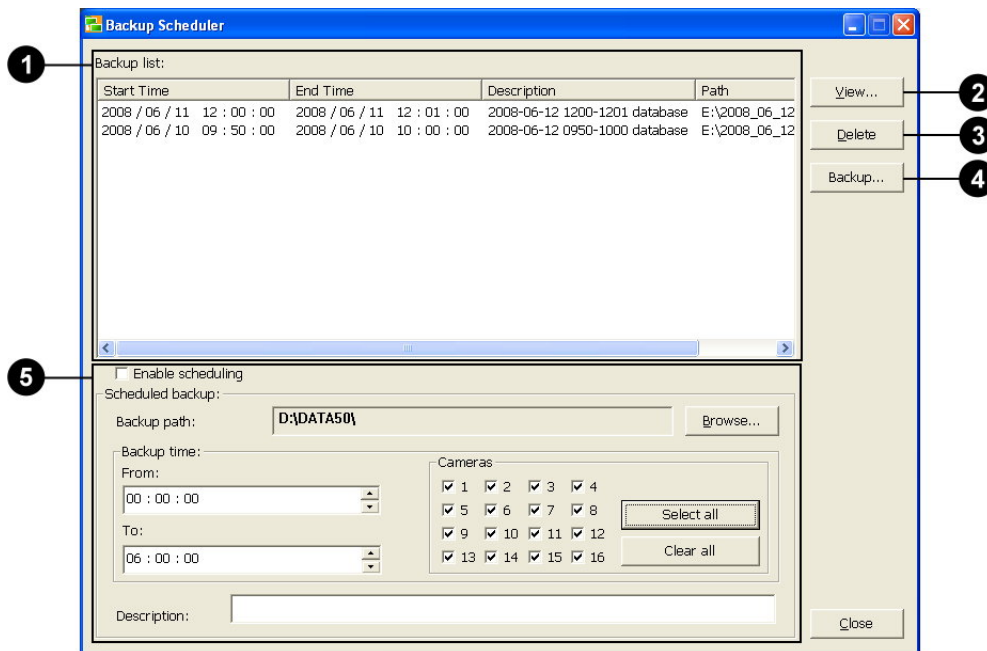 Backup Scheduler
1
Backup list:
Start Time End Time Description Path
2008 / 06 / 11 12 : 00 : 00 2008 / 06 / 11 12 : 01 : 00 2008-06-12 1200-1201 database E:\2008_06_12
2008 / 06 / 10 09 : 50 : 00 2008 / 06 / 10 10 : 00 : 00 2008-06-12 0950-1000 database E:\2008_06_12
View... 2
Delete 3
Backup... 4
5
Enable scheduling
Scheduled backup:
Backup path: D:\DATA50\ Browse...
Backup time:
From:
00 : 00 : 00
To:
06 : 00 : 00
Cameras
1 2 3 4
5 6 7 8
9 10 11 12
13 14 15 16
Select all
Clear all
Description:
Close